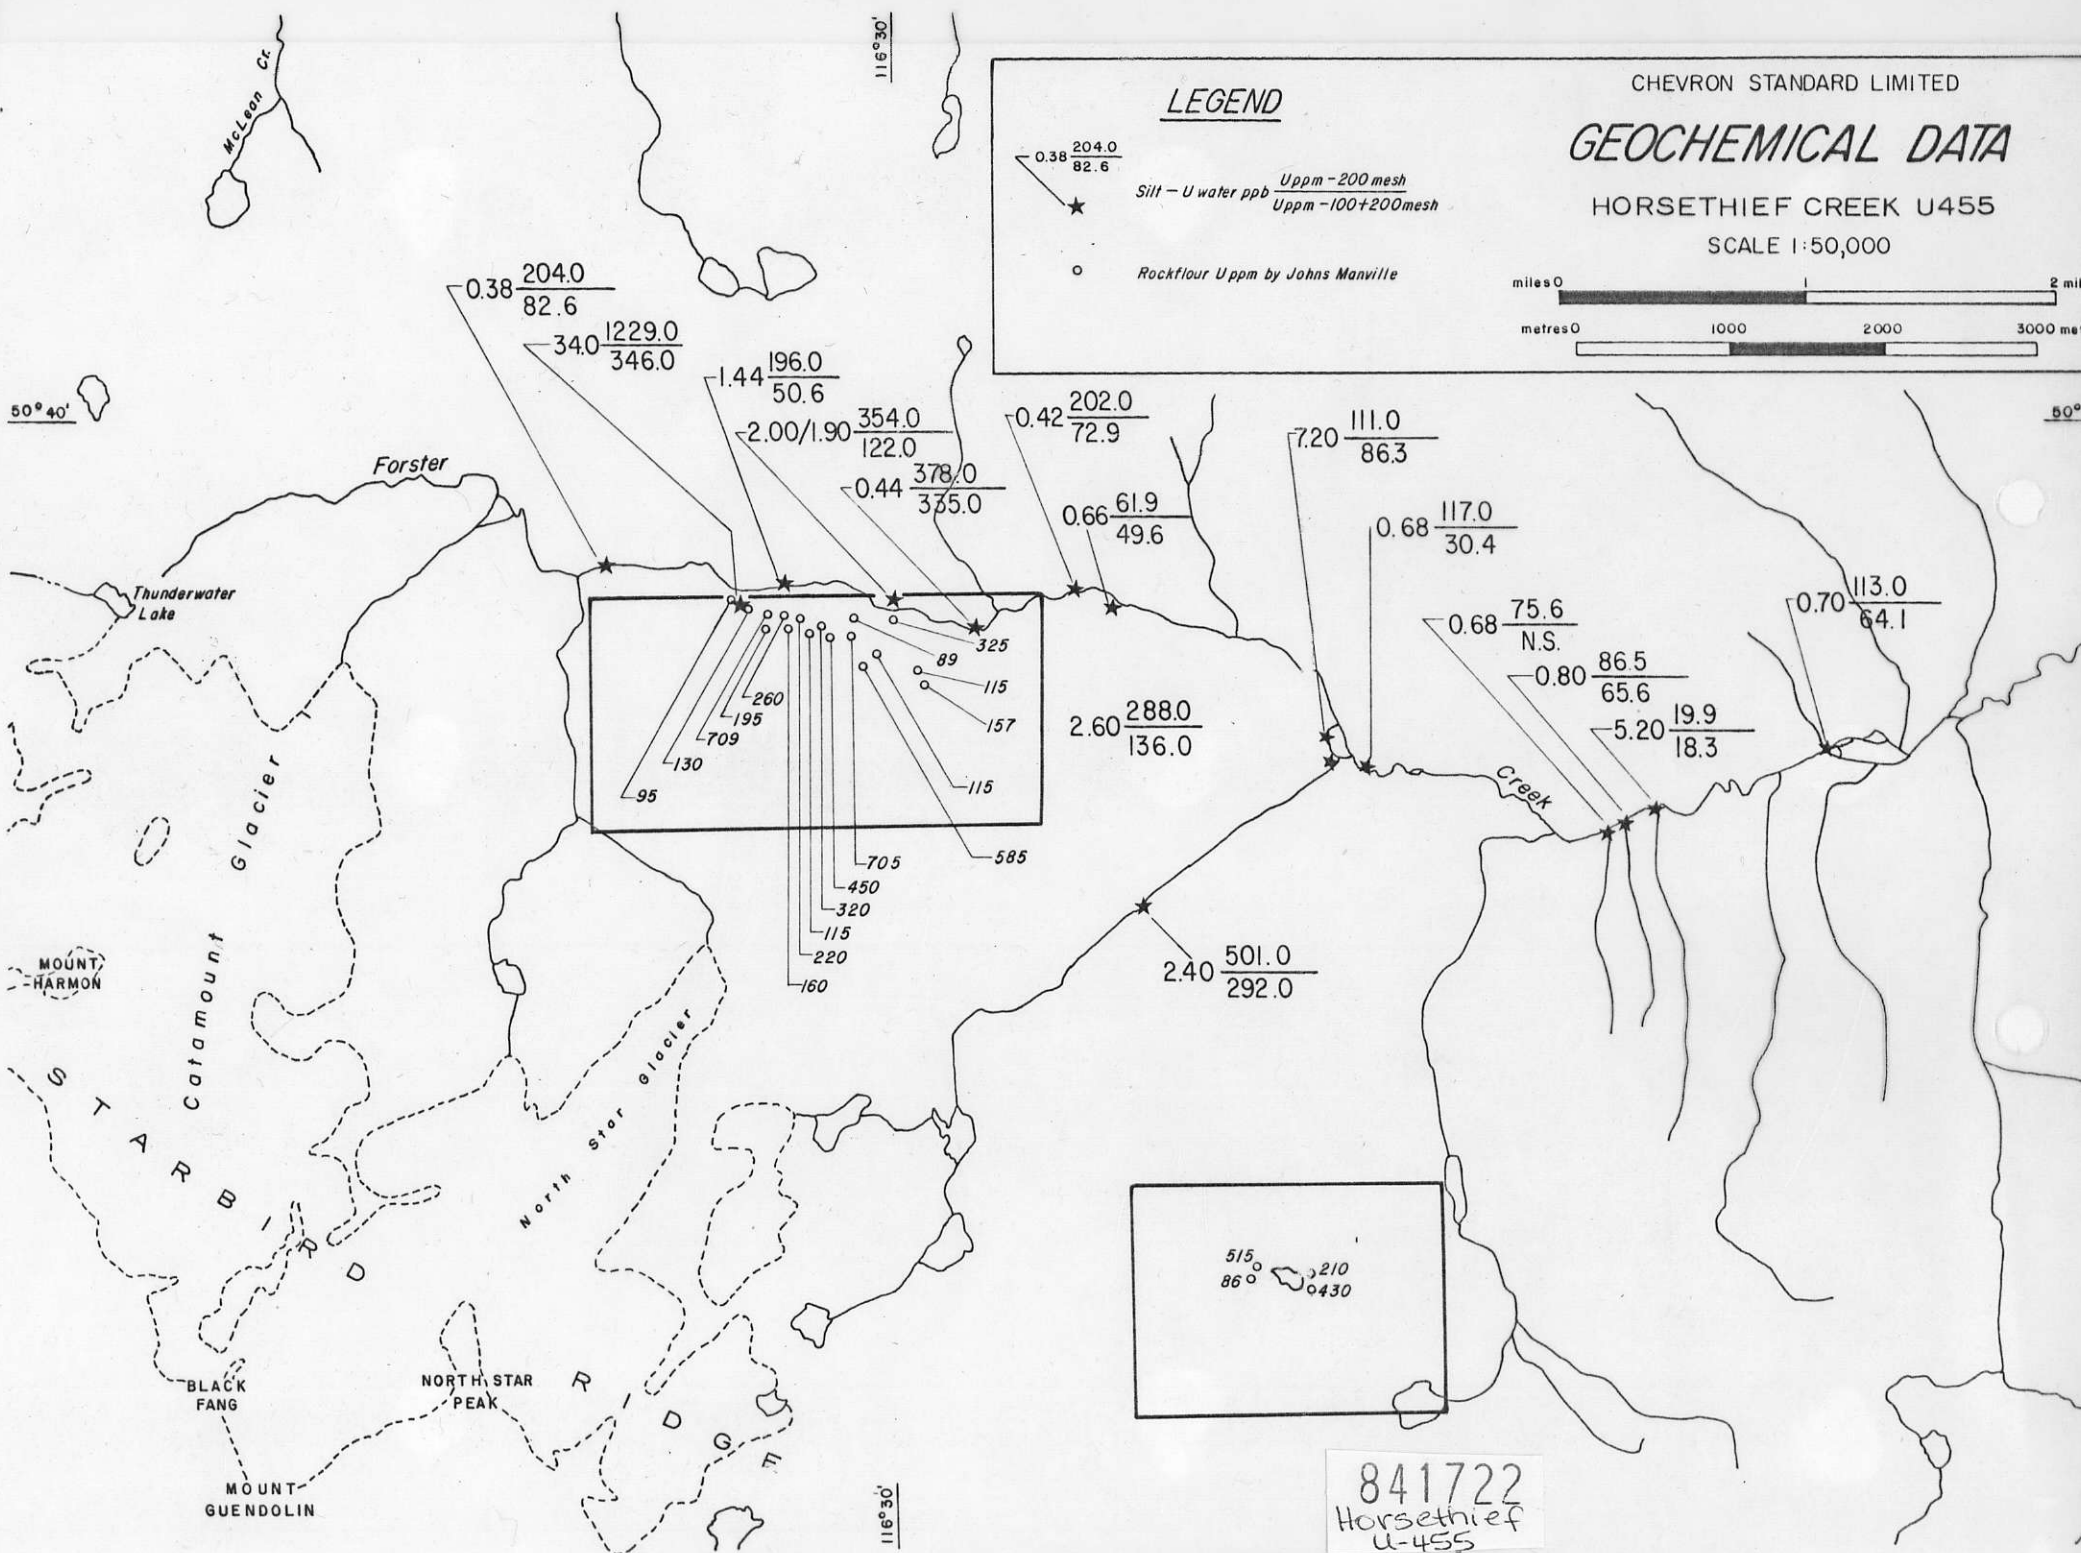 McLean Cr.
116°30'
LEGEND
0.38 204.0
82.6
Silt – U water ppb Uppm -200 mesh
Uppm -100+200mesh
Rockflour Uppm by Johns Manville
CHEVRON STANDARD LIMITED
GEOCHEMICAL DATA
HORSETHIEF CREEK U455
SCALE 1:50,000
miles 0 1 2 mil
metres 0 1000 2000 3000 me
50°40'
50°
0.38 204.0
82.6
34.0 1229.0
346.0
1.44 196.0
50.6
2.00/1.90 354.0
122.0
0.44 378.0
335.0
0.42 202.0
72.9
0.66 61.9
49.6
7.20 111.0
86.3
0.68 117.0
30.4
0.68 75.6
N.S.
0.80 86.5
65.6
5.20 19.9
18.3
0.70 113.0
64.1
Forster
Thunderwater
Lake
325
89
115
157
260
195
709
130
95
115
585
705
450
320
115
220
160
2.60 288.0
136.0
Creek
2.40 501.0
292.0
Catamount Glacier
MOUNT
HARMON
North Star Glacier
STARBIRD RIDGE
515
86
210
430
BLACK
FANG
NORTH STAR
PEAK
MOUNT
GUENDOLIN
116°30'
841722
Horsethief
U-455